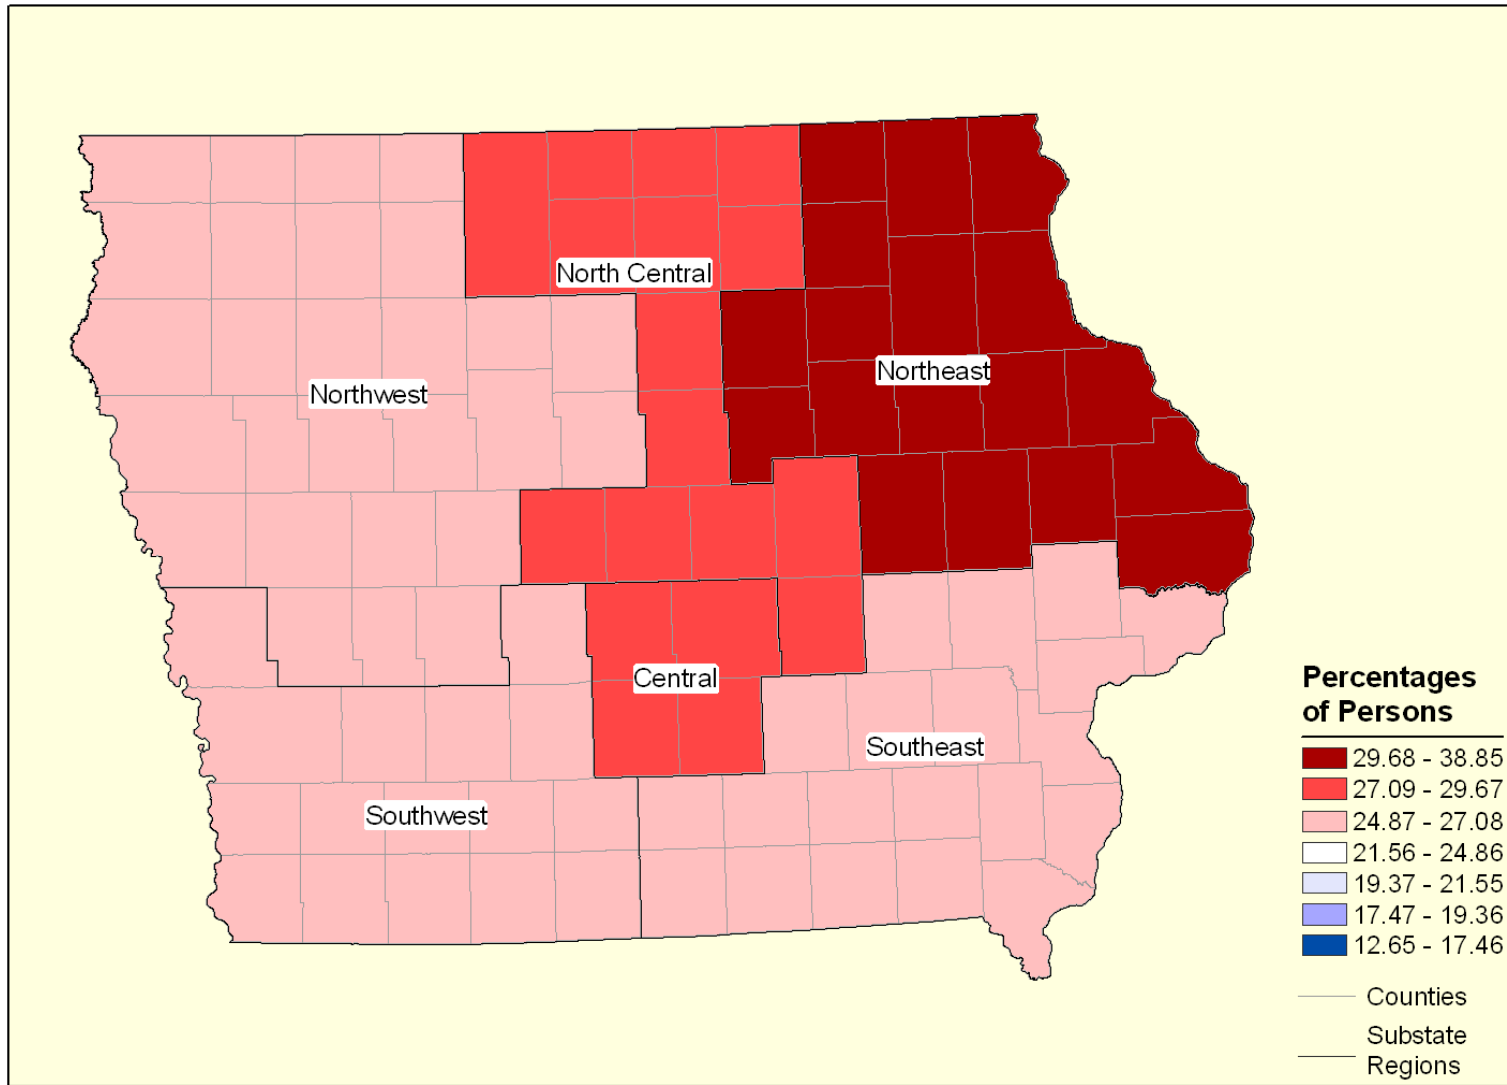 North Central
Northeast
Northwest
Central
Southeast
Southwest
Percentages
of Persons
29.68 - 38.85
27.09 - 29.67
24.87 - 27.08
21.56 - 24.86
19.37 - 21.55
17.47 - 19.36
12.65 - 17.46
Counties
Substate
Regions